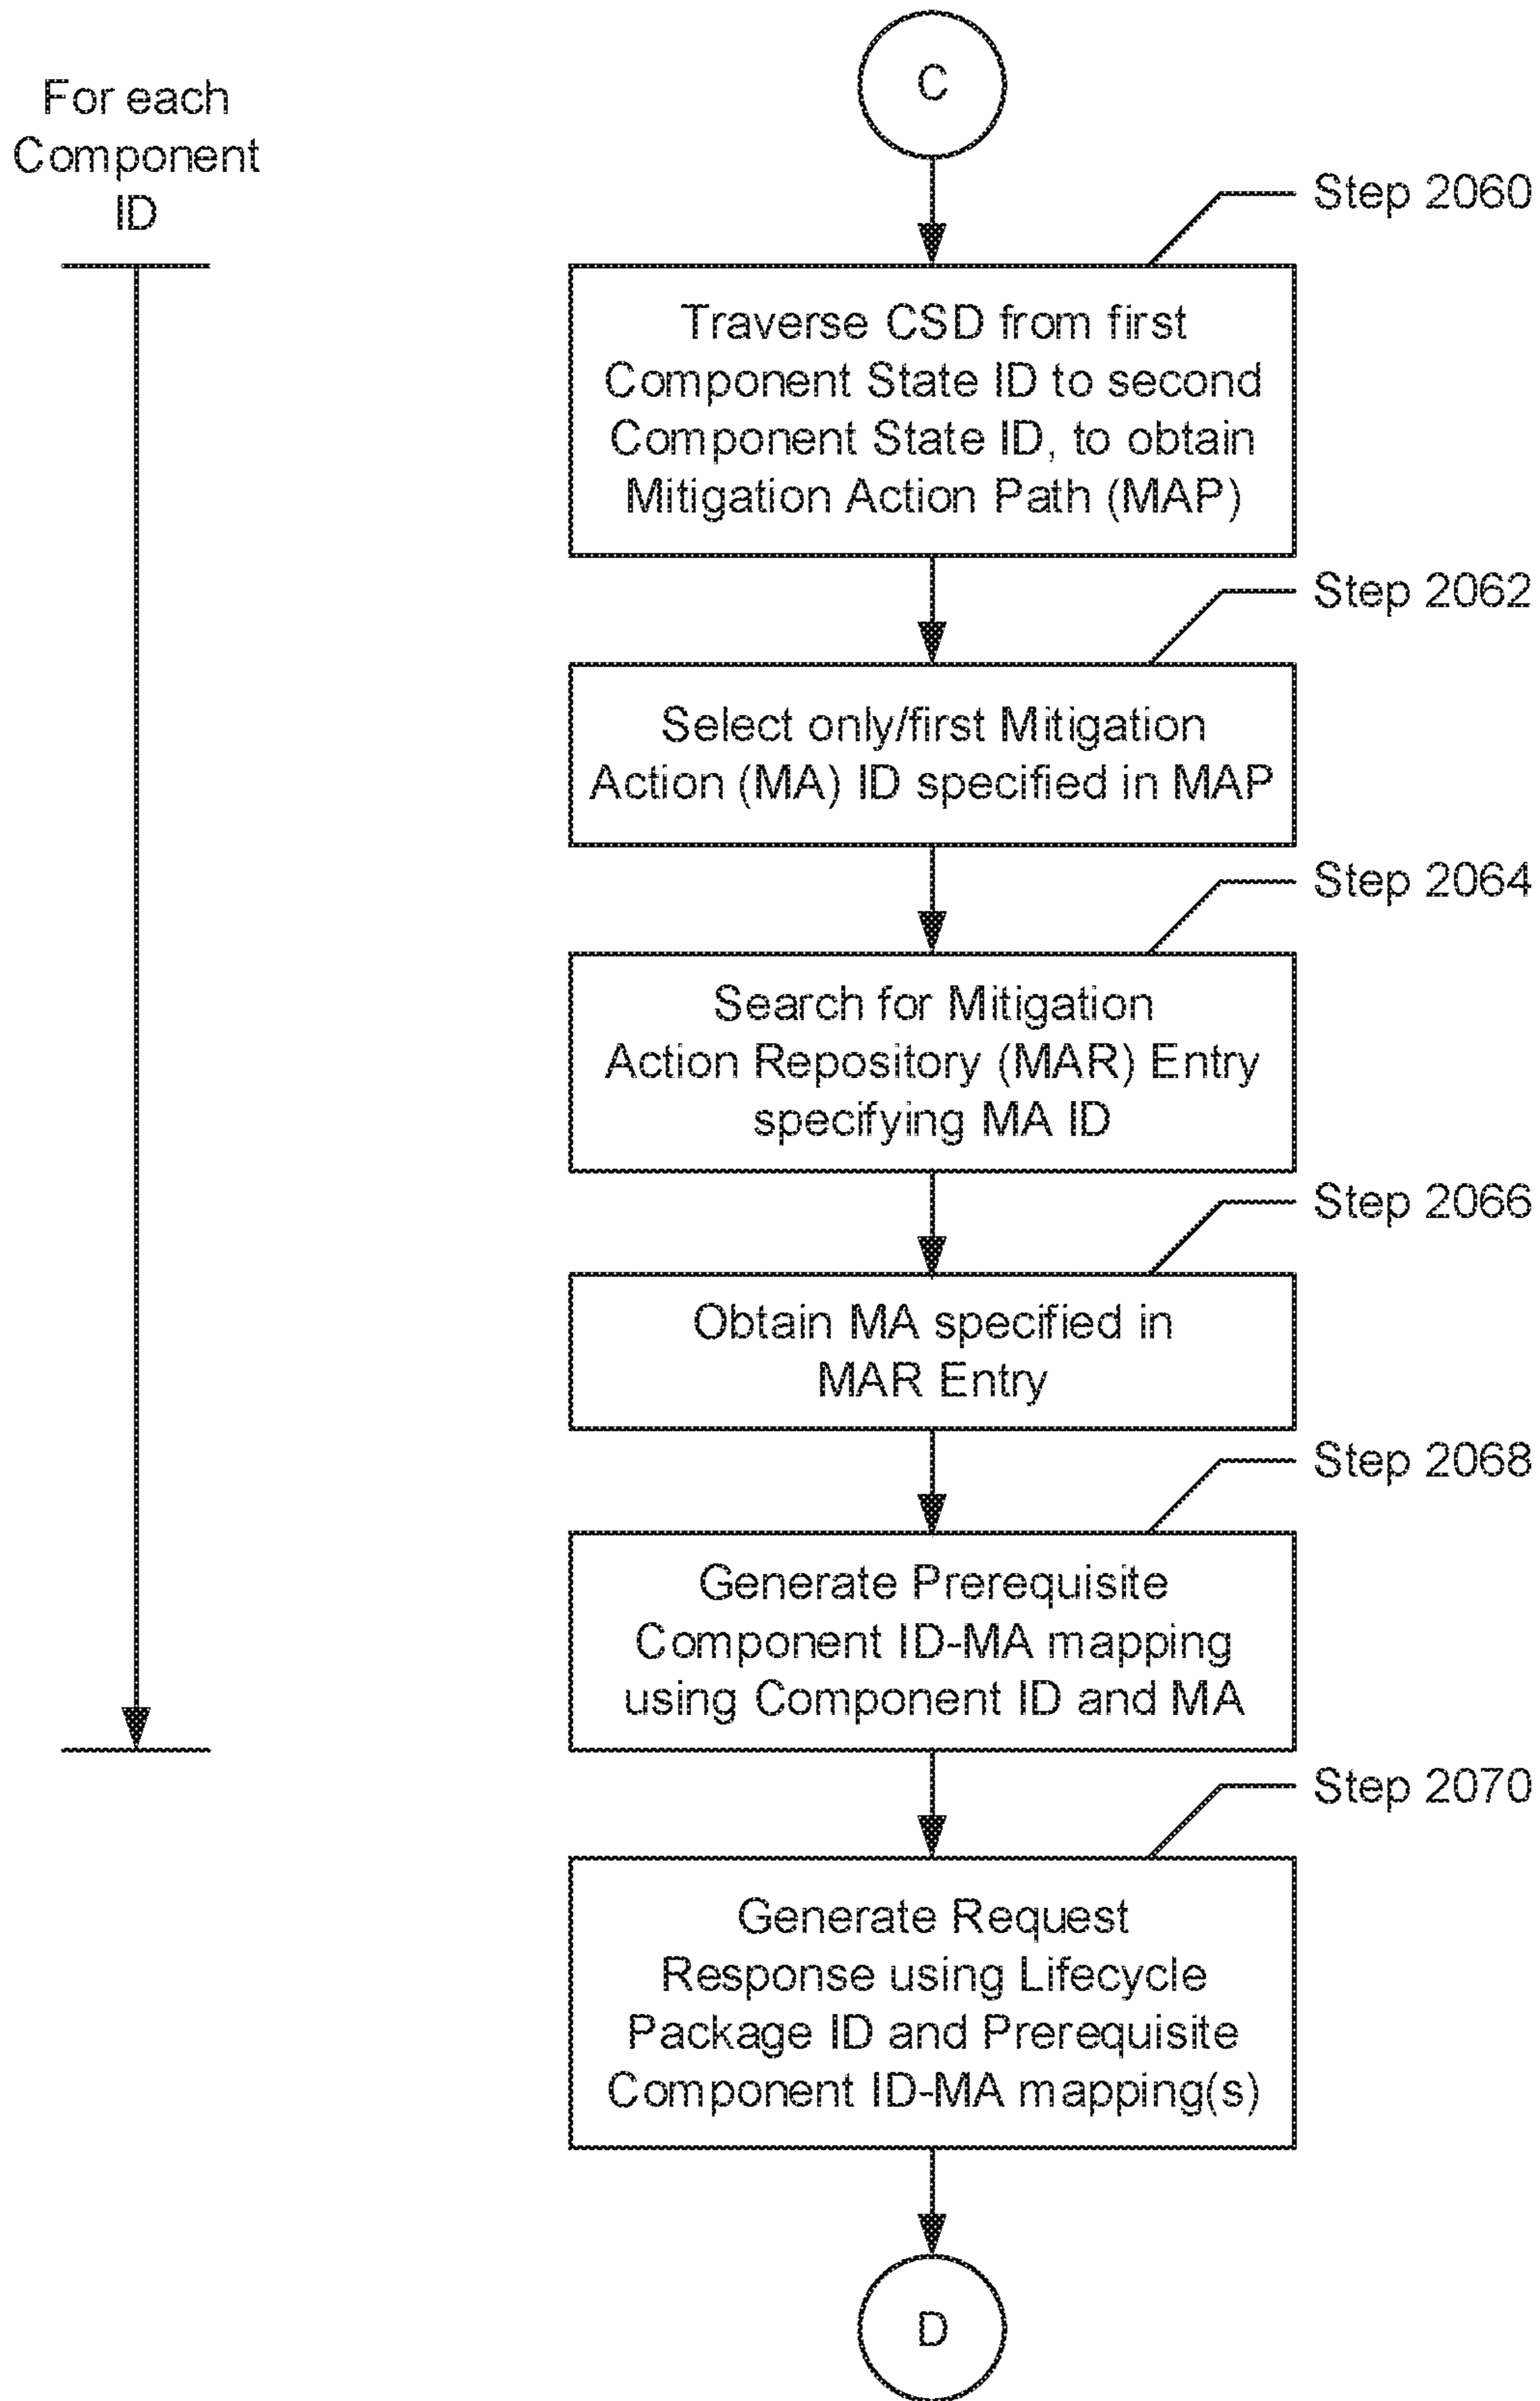 For each
Component
ID
C
Step 2060
Traverse CSD from first
Component State ID to second
Component State ID, to obtain
Mitigation Action Path (MAP)
Step 2062
Select only/first Mitigation
Action (MA) ID specified in MAP
Step 2064
Search for Mitigation
Action Repository (MAR) Entry
specifying MA ID
Step 2066
Obtain MA specified in
MAR Entry
Step 2068
Generate Prerequisite
Component ID-MA mapping
using Component ID and MA
Step 2070
Generate Request
Response using Lifecycle
Package ID and Prerequisite
Component ID-MA mapping(s)
D